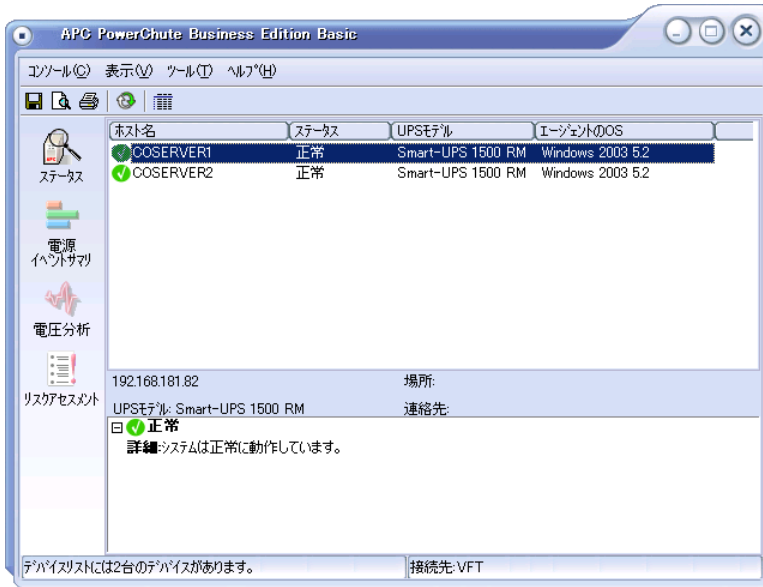 APC PowerChute Business Edition Basic
コンソール(C) 表示(V) ツール(T) ヘルプ(H)
ホスト名 ステータス UPSモデル エージェントのOS
COSERVER1 正常 Smart-UPS 1500 RM Windows 2003 5.2
COSERVER2 正常 Smart-UPS 1500 RM Windows 2003 5.2
ステータス
電源
イベントサマリ
電圧分析
リスクアセスメント
192.168.181.82 場所:
UPSモデル: Smart-UPS 1500 RM 連絡先:
正常
詳細:システムは正常に動作しています。
デバイスリストには2台のデバイスがあります。 接続先:VFT